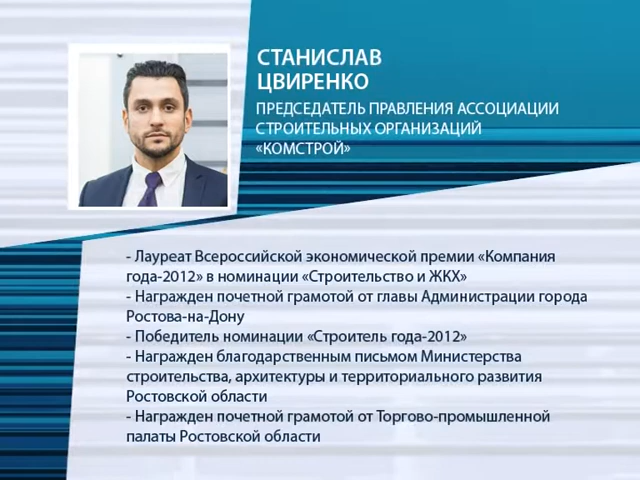 СТАНИСЛАВ
ЦВИРЕНКО
ПРЕДСЕДАТЕЛЬ ПРАВЛЕНИЯ АССОЦИАЦИИ
СТРОИТЕЛЬНЫХ ОРГАНИЗАЦИЙ
«КОМСТРОЙ»
- Лауреат Всероссийской экономической премии «Компания
года-2012» в номинации «Строительство и ЖКХ»
- Награжден почетной грамотой от главы Администрации города
Ростова-на-Дону
- Победитель номинации «Строитель года-2012»
- Награжден благодарственным письмом Министерства
строительства, архитектуры и территориального развития
Ростовской области
- Награжден почетной грамотой от Торгово-промышленной
палаты Ростовской области